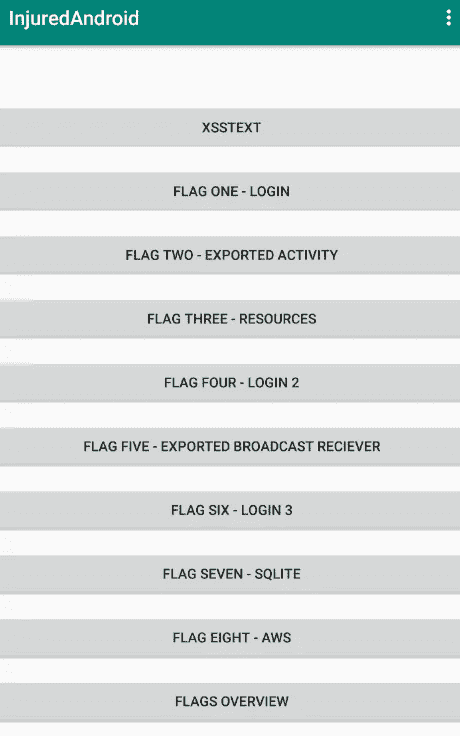 InjuredAndroid
XSSTEXT
FLAG ONE - LOGIN
FLAG TWO - EXPORTED ACTIVITY
FLAG THREE - RESOURCES
FLAG FOUR - LOGIN 2
FLAG FIVE - EXPORTED BROADCAST RECIEVER
FLAG SIX - LOGIN 3
FLAG SEVEN - SQLITE
FLAG EIGHT - AWS
FLAGS OVERVIEW